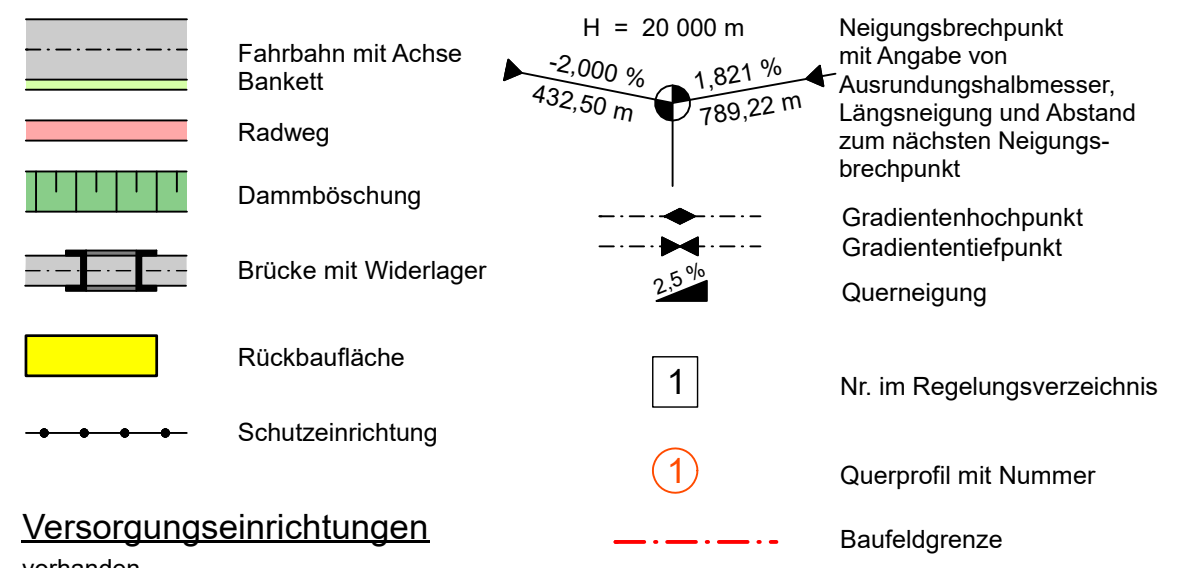 Fahrbahn mit Achse
Bankett
Radweg
Dammböschung
Brücke mit Widerlager
Rückbaufläche
Schutzeinrichtung
Versorgungseinrichtungen
vorhanden
H = 20 000 m
-2,000 %
432,50 m
1,821 %
789,22 m
Neigungsbrechpunkt
mit Angabe von
Ausrundungshalbmesser,
Längsneigung und Abstand
zum nächsten Neigungs-
brechpunkt
Gradientenhochpunkt
Gradiententiefpunkt
2,5 %
Querneigung
1
Nr. im Regelungsverzeichnis
1
Querprofil mit Nummer
Baufeldgrenze